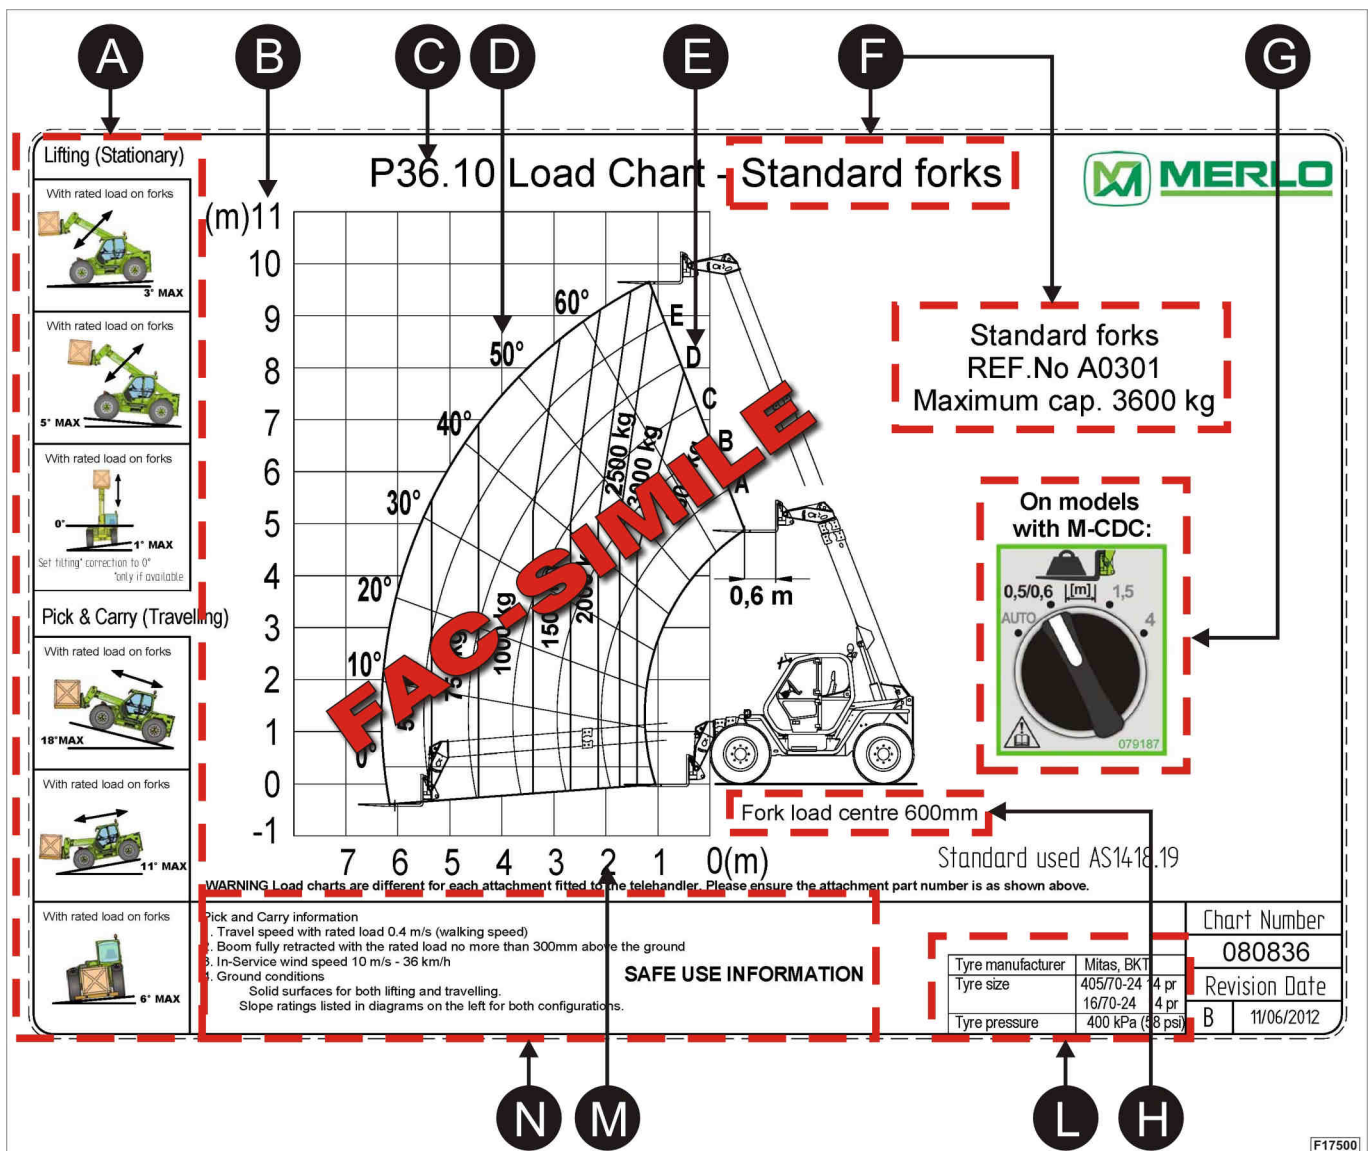 A B C D E F G
Lifting (Stationary)
With rated load on forks
3° MAX
With rated load on forks
5° MAX
With rated load on forks
0°
1° MAX
Set tilting* correction to 0°
*only if available
Pick & Carry (Travelling)
With rated load on forks
18°MAX
With rated load on forks
11° MAX
With rated load on forks
6° MAX
P36.10 Load Chart - Standard forks
MERLO
(m) 11
10
9
8
7
6
5
4
3
2
1
0
-1
60°
50°
40°
30°
20°
10°
0°
E
D
C
B
A
2500 kg
3000 kg
1000 kg
0,6 m
FAC-SIMILE
7 6 5 4 3 2 1 0(m)
Standard forks
REF.No A0301
Maximum cap. 3600 kg
On models
with M-CDC:
0,5/0,6 [m] 1,5
AUTO 4
079187
Fork load centre 600mm
Standard used AS1418.19
WARNING Load charts are different for each attachment fitted to the telehandler. Please ensure the attachment part number is as shown above.
Pick and Carry information
1. Travel speed with rated load 0.4 m/s (walking speed)
2. Boom fully retracted with the rated load no more than 300mm above the ground
3. In-Service wind speed 10 m/s - 36 km/h
4. Ground conditions
Solid surfaces for both lifting and travelling.
Slope ratings listed in diagrams on the left for both configurations.
SAFE USE INFORMATION
Tyre manufacturer Mitas, BKT
Tyre size 405/70-24 14 pr
16/70-24 pr
Tyre pressure 400 kPa (58 psi)
Chart Number
080836
Revision Date
B 11/06/2012
N M L H
F17500